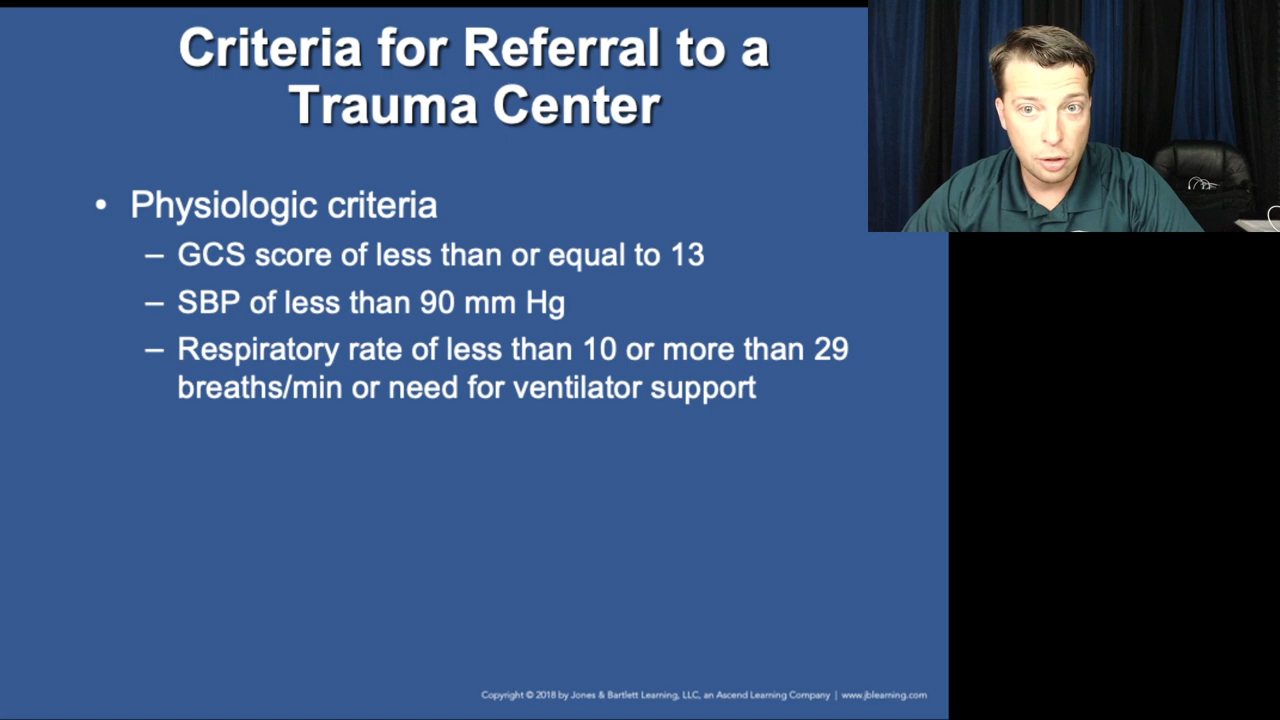 Criteria for Referral to a
Trauma Center
• Physiologic criteria
– GCS score of less than or equal to 13
– SBP of less than 90 mm Hg
– Respiratory rate of less than 10 or more than 29
breaths/min or need for ventilator support
Copyright © 2018 by Jones & Bartlett Learning, LLC, an Ascend Learning Company | www.jblearning.com